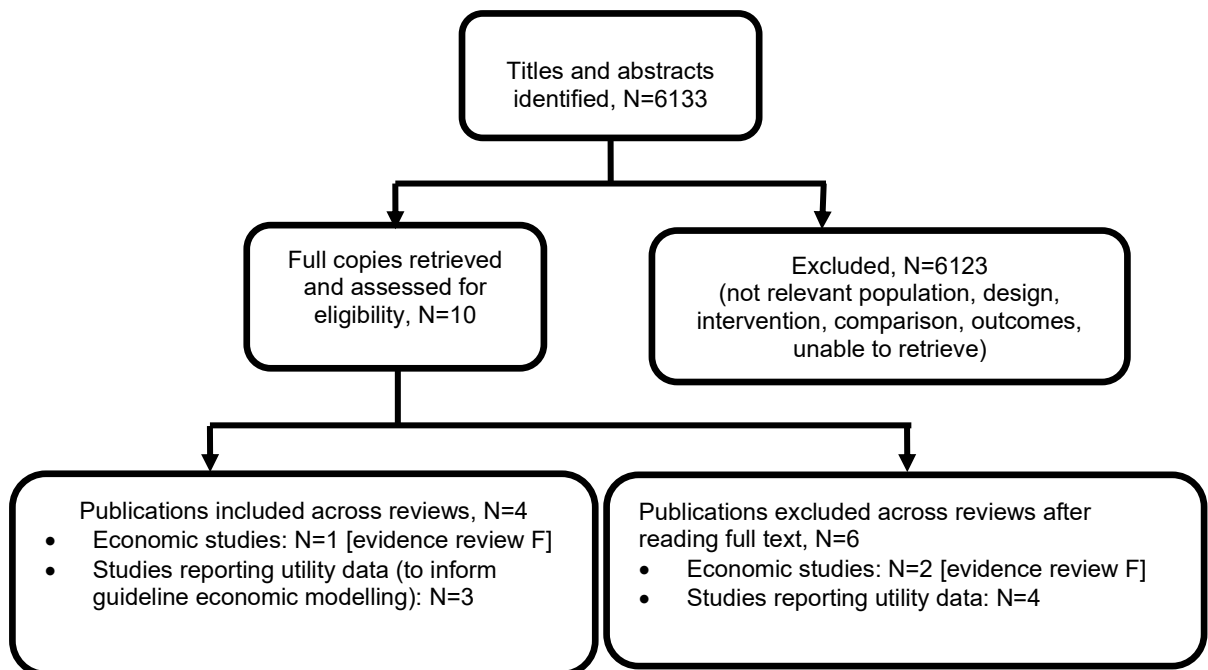 Titles and abstracts
identified, N=6133
Full copies retrieved
and assessed for
eligibility, N=10
Excluded, N=6123
(not relevant population, design,
intervention, comparison, outcomes,
unable to retrieve)
Publications included across reviews, N=4
• Economic studies: N=1 [evidence review F]
• Studies reporting utility data (to inform
guideline economic modelling): N=3
Publications excluded across reviews after
reading full text, N=6
• Economic studies: N=2 [evidence review F]
• Studies reporting utility data: N=4